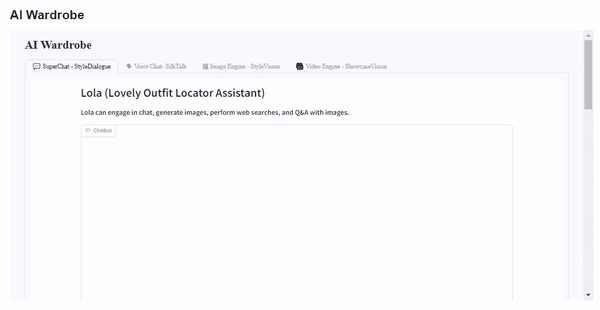 AI Wardrobe
AI Wardrobe
SuperChat - StyleDialogue Voice Chat- SilkTalk Image Engine - StyleVision Video Engine - ShowcaseVision
Lola (Lovely Outfit Locator Assistant)
Lola can engage in chat, generate images, perform web searches, and Q&A with images.
Chatbot